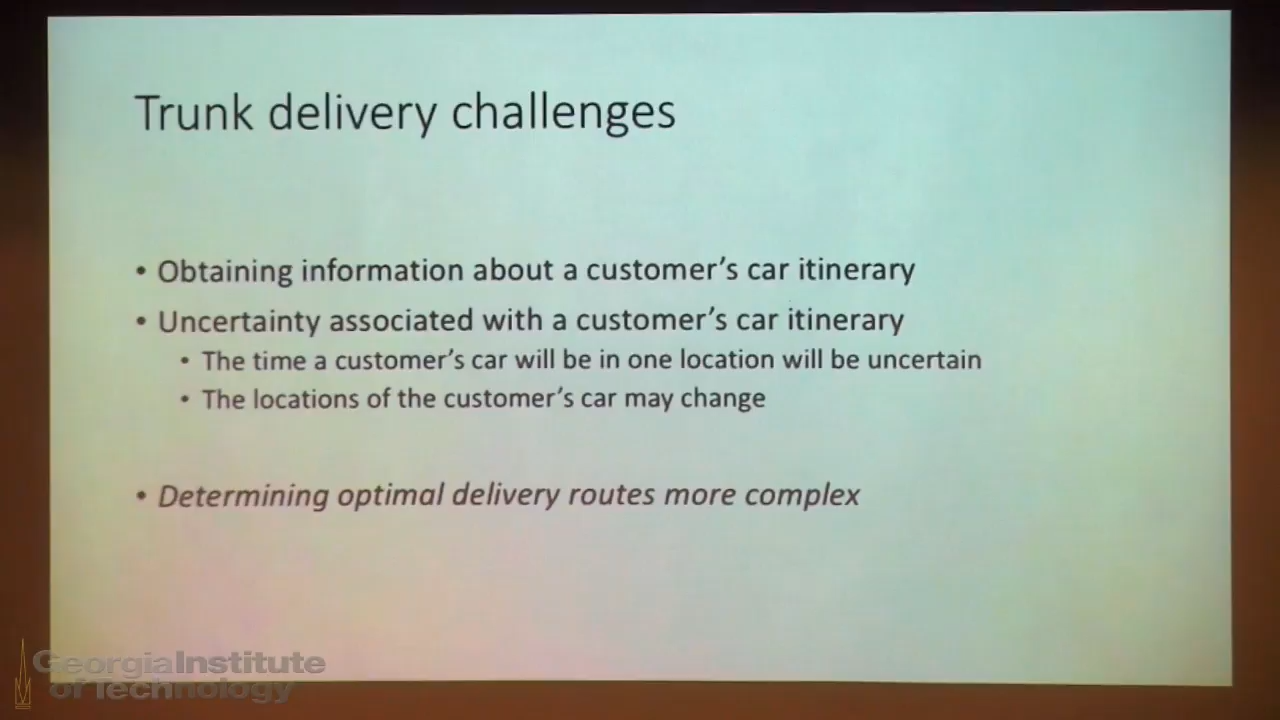 Trunk delivery challenges
• Obtaining information about a customer's car itinerary
• Uncertainty associated with a customer's car itinerary
• The time a customer's car will be in one location will be uncertain
• The locations of the customer's car may change
• Determining optimal delivery routes more complex
Georgia Institute
of Technology